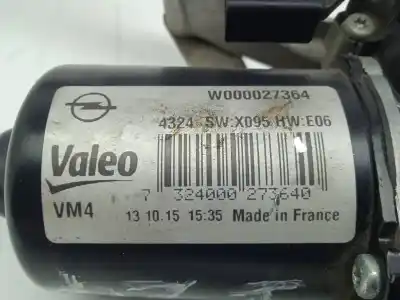 W000027364
4324 SW:X095 HW:E06
Valeo
7 324000 273640
VM4 13.10.15 15:35 Made in France